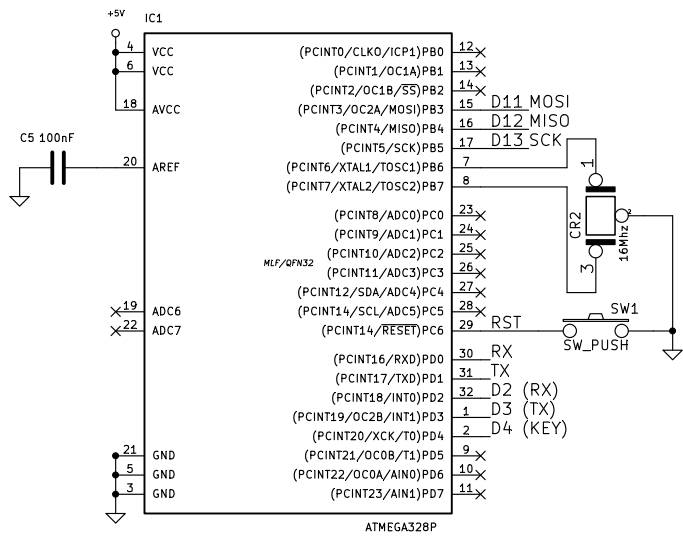 +5V
IC1
4 VCC (PCINT0/CLKO/ICP1)PB0 12
6 VCC (PCINT1/OC1A)PB1 13
(PCINT2/OC1B/SS)PB2 14
18 AVCC (PCINT3/OC2A/MOSI)PB3 15 D11 MOSI
(PCINT4/MISO)PB4 16 D12 MISO
(PCINT5/SCK)PB5 17 D13 SCK
C5 100nF
20 AREF (PCINT6/XTAL1/TOSC1)PB6 7
(PCINT7/XTAL2/TOSC2)PB7 8
1
CR2
2
16Mhz
3
(PCINT8/ADC0)PC0 23
(PCINT9/ADC1)PC1 24
(PCINT10/ADC2)PC2 25
MLF/QFN32
(PCINT11/ADC3)PC3 26
(PCINT12/SDA/ADC4)PC4 27
19 ADC6 (PCINT14/SCL/ADC5)PC5 28
22 ADC7 (PCINT14/RESET)PC6 29 RST
SW1
SW_PUSH
(PCINT16/RXD)PD0 30 RX
(PCINT17/TXD)PD1 31 TX
(PCINT18/INT0)PD2 32 D2 (RX)
(PCINT19/OC2B/INT1)PD3 1 D3 (TX)
(PCINT20/XCK/T0)PD4 2 D4 (KEY)
21 GND (PCINT21/OC0B/T1)PD5 9
5 GND (PCINT22/OC0A/AIN0)PD6 10
3 GND (PCINT23/AIN1)PD7 11
ATMEGA328P